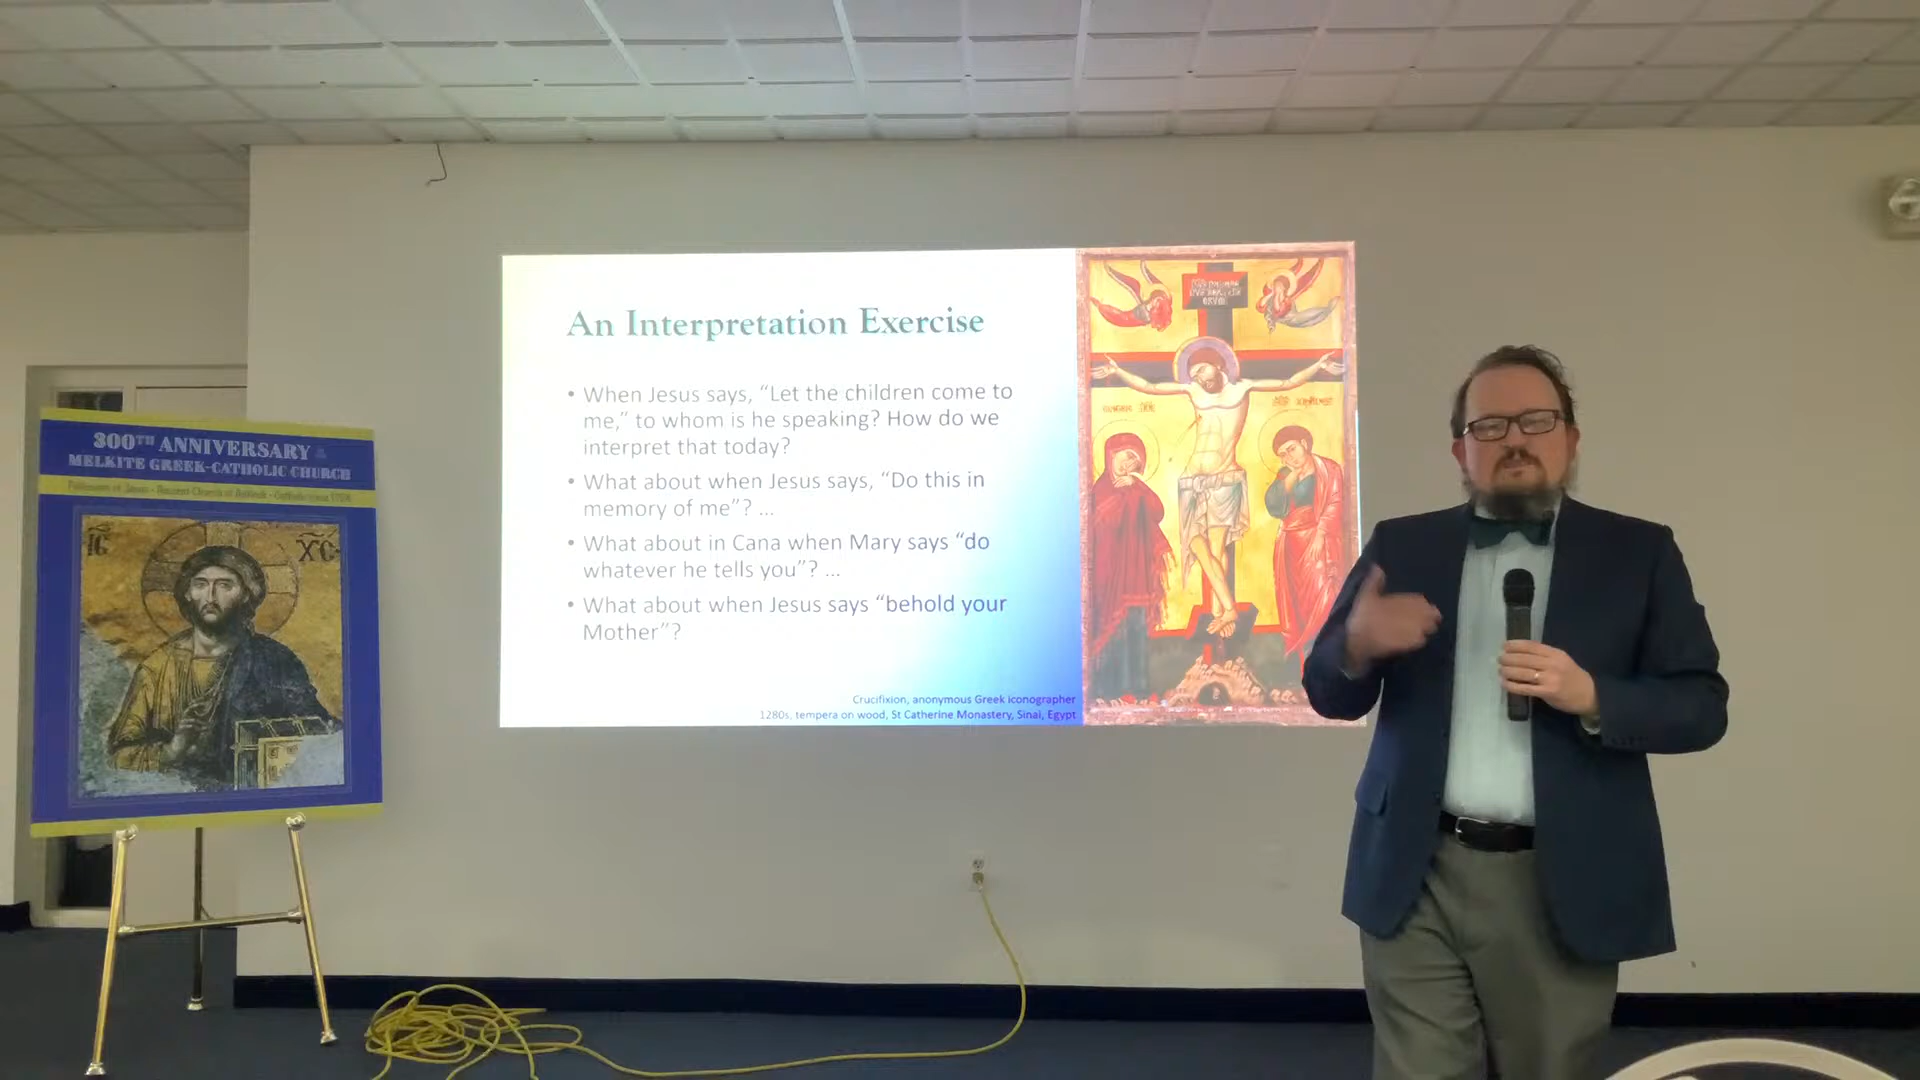 300TH ANNIVERSARY
MELKITE GREEK-CATHOLIC CHURCH
IC
XC
An Interpretation Exercise
• When Jesus says, “Let the children come to
me,” to whom is he speaking? How do we
interpret that today?
• What about when Jesus says, “Do this in
memory of me”? ...
• What about in Cana when Mary says “do
whatever he tells you”? ...
• What about when Jesus says “behold your
Mother”?
Crucifixion, anonymous Greek iconographer
1280s, tempera on wood, St Catherine Monastery, Sinai, Egypt